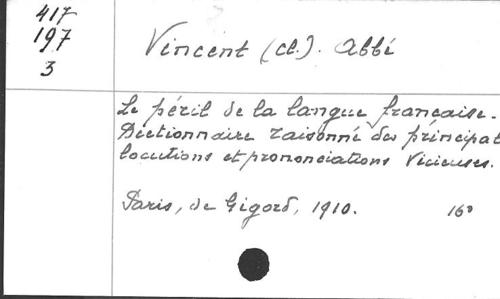 417
197
3
Vincent (Cl.). Abbé
Le péril de la langue française.
Dictionnaire raisonné des principal
locutions et prononciations vicieuses.
Paris, de Gigord, 1910. 16°